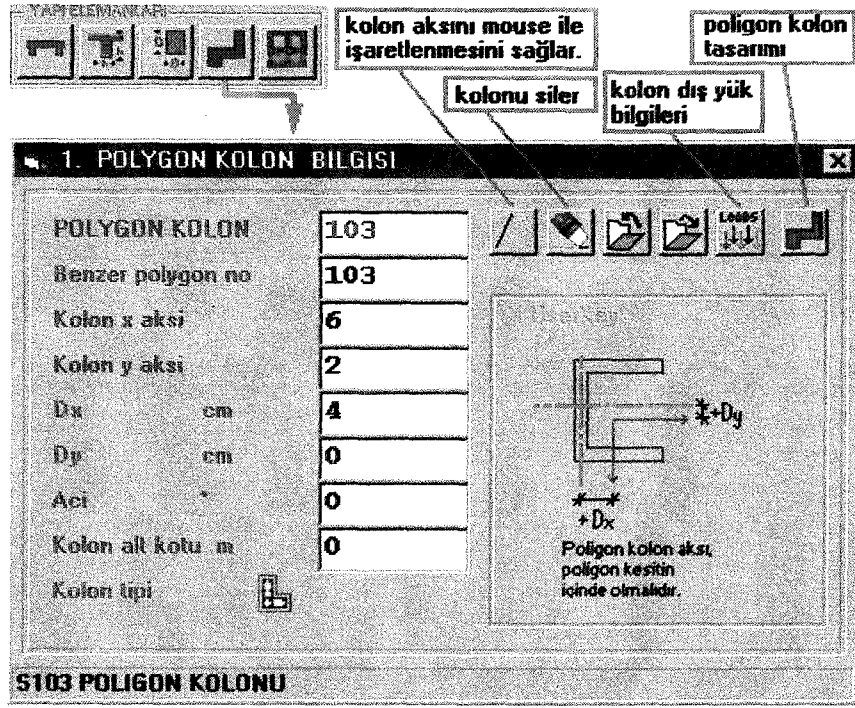 YAPI ELEMANLARI
kolon aksını mouse ile
işaretlenmesini sağlar.
poligon kolon
tasarımı
kolonu siler
kolon dış yük
bilgileri
1. POLYGON KOLON BILGISI
POLYGON KOLON 103
LOADS
Benzer polygon no 103
Kolon x aksi 6
Kolon y aksi 2
Dx cm 4
Dy cm 0
Aci ° 0
Kolon alt kotu m 0
Kolon tipi
+Dy
+Dx
Poligon kolon aksı,
poligon kesitin
içinde olmalıdır.
S103 POLIGON KOLONU